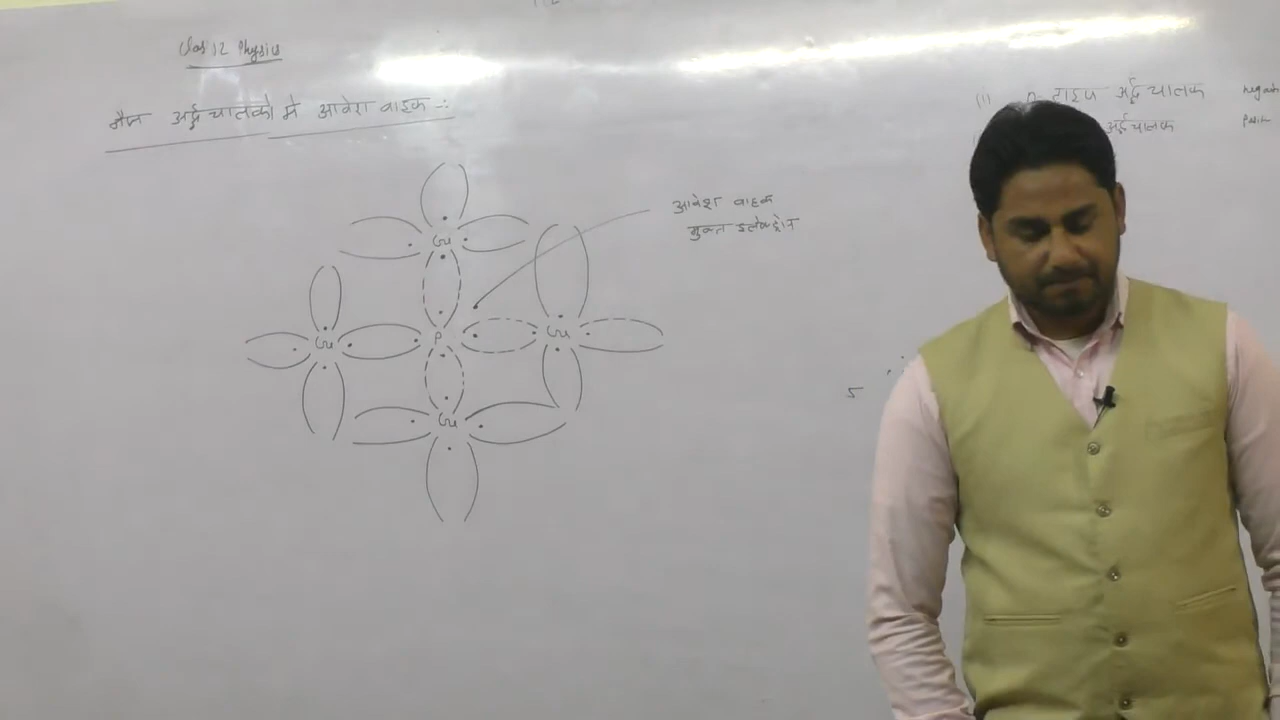 Class 12 Physics
अर्द्धचालको मे आवेश वाहक :-
(i) n-टाइप अर्द्धचालक
अर्द्धचालक
आवेश वाहक
मुक्त इलेक्ट्रॉन
Ge
Ge P Ge
Ge
5